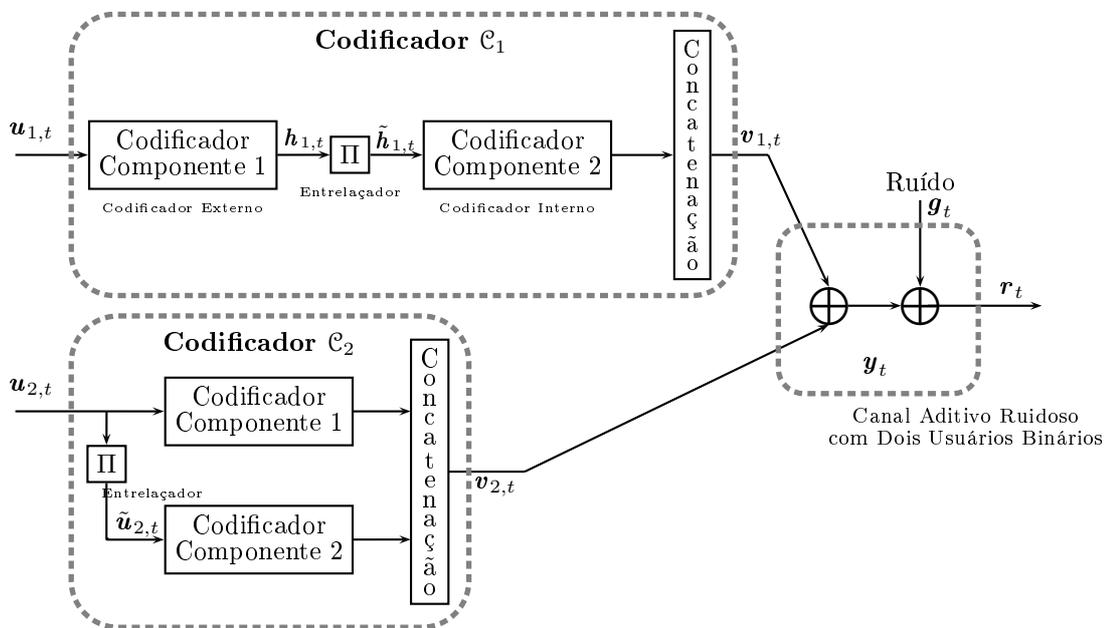 Codificador 𝒞₁
u₁,ₜ
Codificador
Componente 1
Codificador Externo
h₁,ₜ
Π
Entrelaçador
h̃₁,ₜ
Codificador
Componente 2
Codificador Interno
Concatenação
v₁,ₜ
Ruído
gₜ
rₜ
yₜ
Canal Aditivo Ruidoso
com Dois Usuários Binários
Codificador 𝒞₂
u₂,ₜ
Codificador
Componente 1
Π
Entrelaçador
ũ₂,ₜ
Codificador
Componente 2
Concatenação
v₂,ₜ